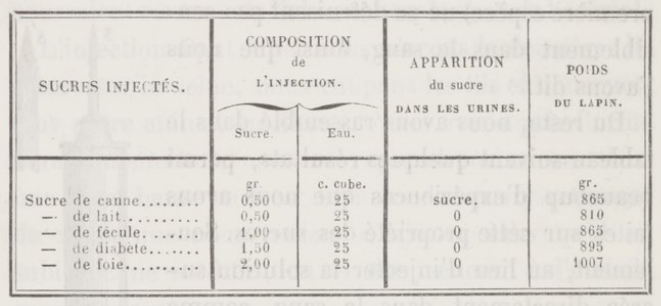 SUCRES INJECTÉS.
COMPOSITION
de
L'INJECTION.
Sucre. Eau.
APPARITION
du sucre
DANS LES URINES.
POIDS
DU LAPIN.
gr. c. cube. gr.
Sucre de canne........ 0,50 25 sucre. 865
— de lait.......... 0,50 25 0 810
— de fécule....... 1,00 25 0 865
— de diabète...... 1,50 25 0 895
— de foie......... 2,00 25 0 1007